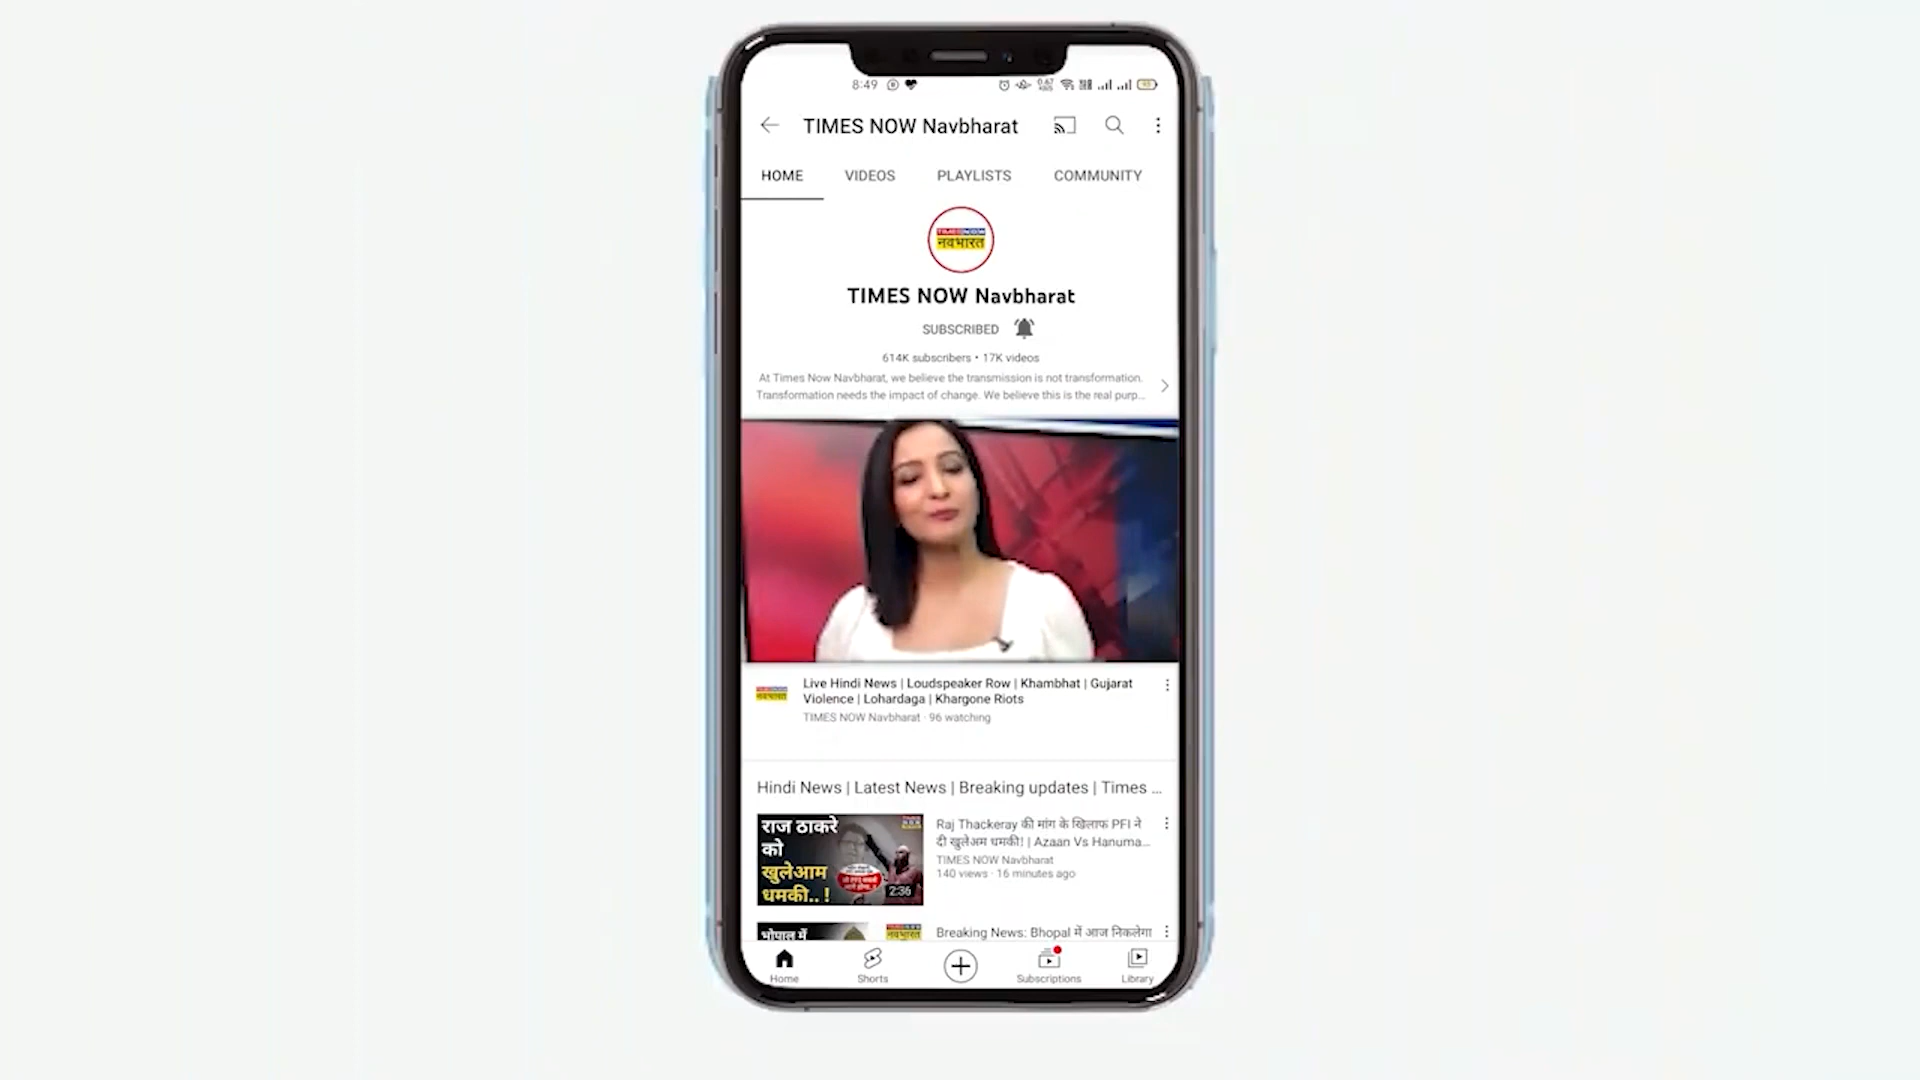 8:49
TIMES NOW Navbharat
HOME VIDEOS PLAYLISTS COMMUNITY
TIMES NOW
नवभारत
TIMES NOW Navbharat
SUBSCRIBED
614K subscribers • 17K videos
At Times Now Navbharat, we believe the transmission is not transformation.
Transformation needs the impact of change. We believe this is the real purp...
Live Hindi News | Loudspeaker Row | Khambhat | Gujarat
Violence | Lohardaga | Khargone Riots
TIMES NOW Navbharat · 96 watching
Hindi News | Latest News | Breaking updates | Times ...
राज ठाकरे
को
खुलेआम
धमकी.. !
2:36
Raj Thackeray की मांग के खिलाफ PFI ने
दी खुलेआम धमकी! | Azaan Vs Hanuma...
TIMES NOW Navbharat
140 views · 16 minutes ago
भोपाल में
नवभारत
Breaking News: Bhopal में आज निकलेगा
Home Shorts Subscriptions Library